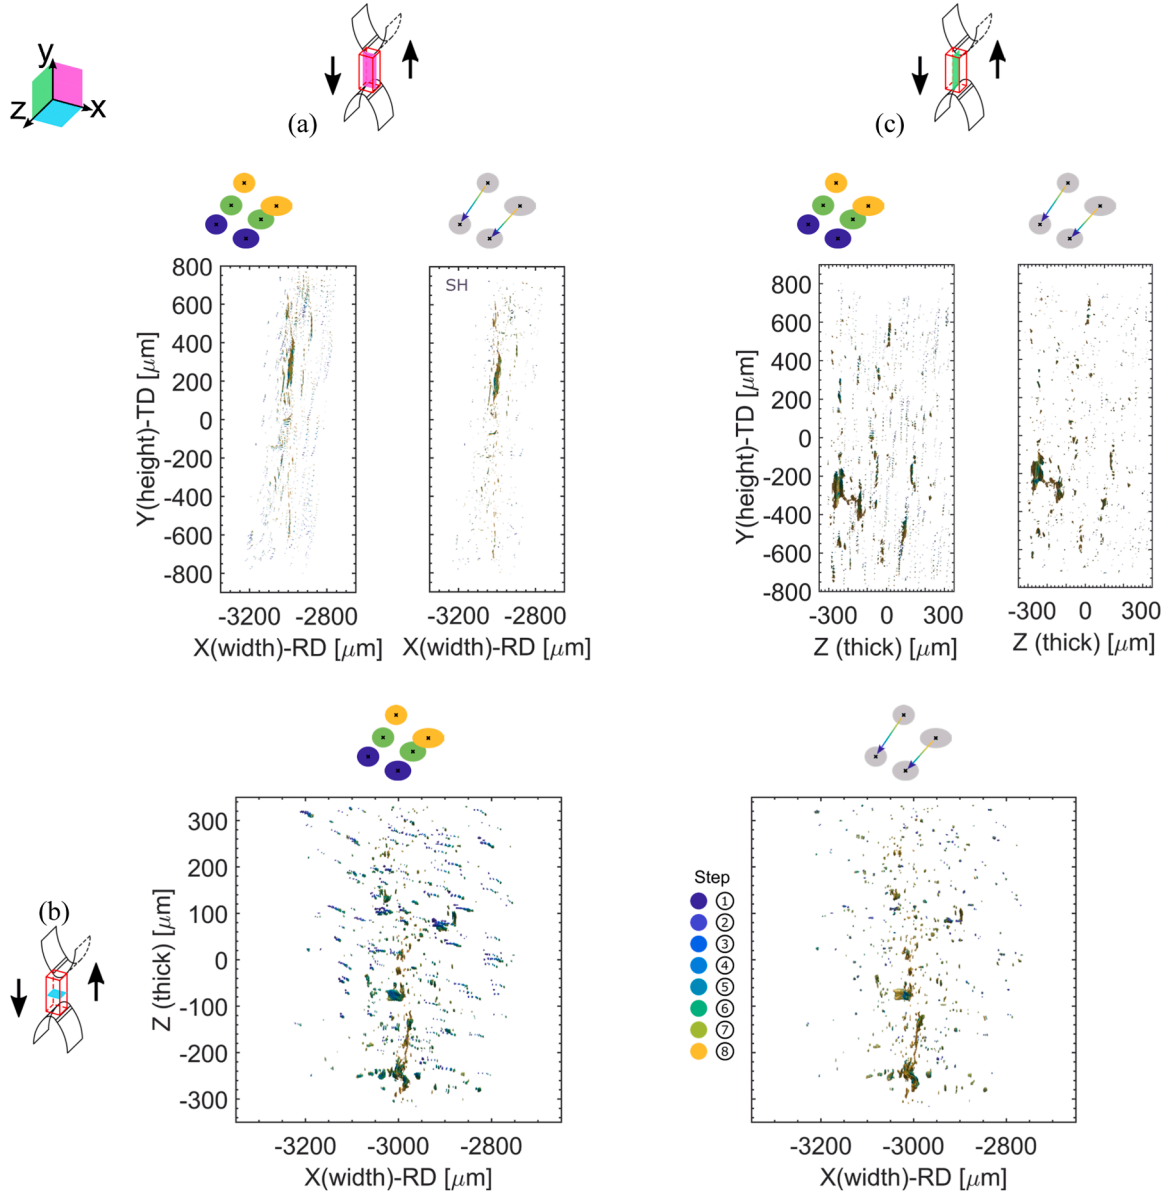 y
z
x
(a)
(c)
800
600
400
200
0
-200
-400
-600
-800
Y(height)-TD [μm]
-3200 -2800
X(width)-RD [μm]
SH
-3200 -2800
X(width)-RD [μm]
800
600
400
200
0
-200
-400
-600
-800
Y(height)-TD [μm]
-300 0 300
Z (thick) [μm]
-300 0 300
Z (thick) [μm]
(b)
300
200
100
0
-100
-200
-300
Z (thick) [μm]
-3200 -3000 -2800
X(width)-RD [μm]
Step
①
②
③
④
⑤
⑥
⑦
⑧
-3200 -3000 -2800
X(width)-RD [μm]